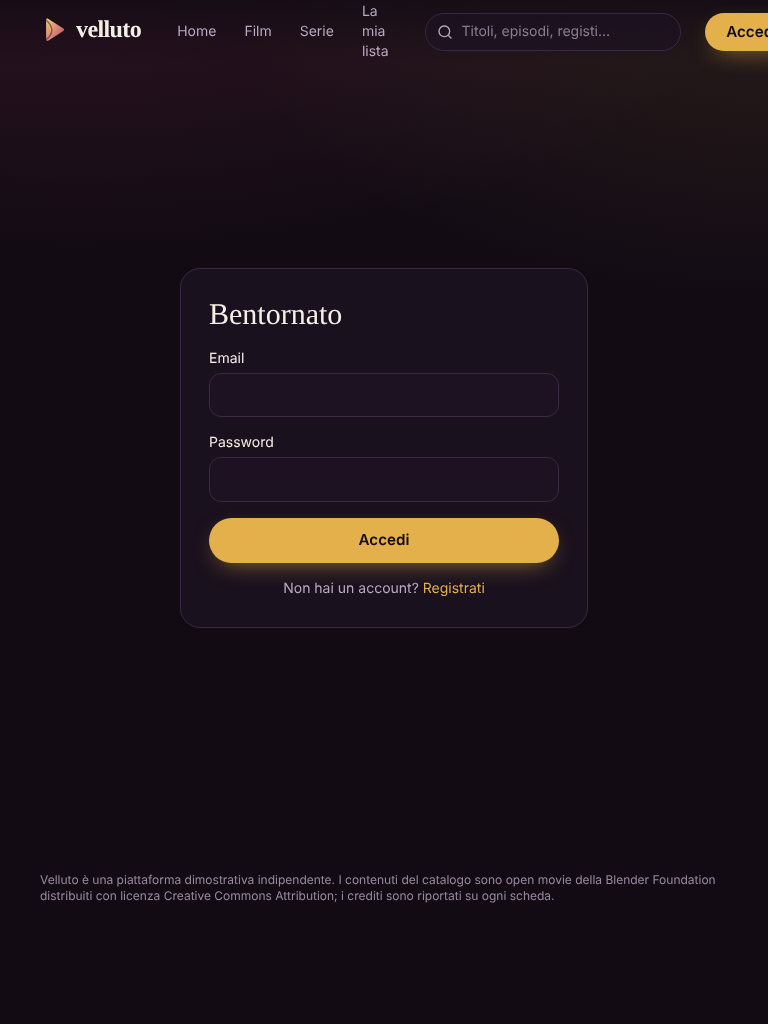 velluto
Home
Film
Serie
La
mia
lista
Titoli, episodi, registi...
Bentornato
Email
Password
Accedi
Non hai un account? Registrati
Velluto è una piattaforma dimostrativa indipendente. I contenuti del catalogo sono open movie della Blender Foundation
distribuiti con licenza Creative Commons Attribution; i crediti sono riportati su ogni scheda.